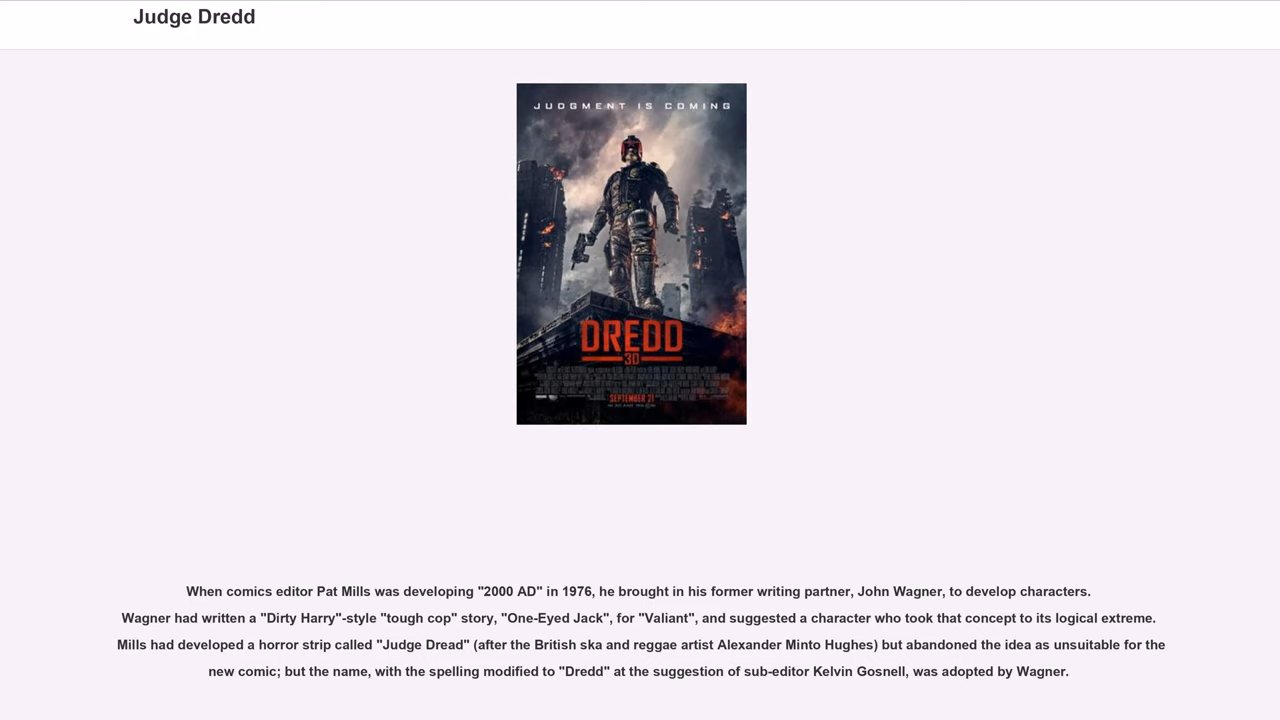 Judge Dredd
JUDGMENT IS COMING
DREDD
3D
SEPTEMBER 21
When comics editor Pat Mills was developing "2000 AD" in 1976, he brought in his former writing partner, John Wagner, to develop characters.
Wagner had written a "Dirty Harry"-style "tough cop" story, "One-Eyed Jack", for "Valiant", and suggested a character who took that concept to its logical extreme.
Mills had developed a horror strip called "Judge Dread" (after the British ska and reggae artist Alexander Minto Hughes) but abandoned the idea as unsuitable for the
new comic; but the name, with the spelling modified to "Dredd" at the suggestion of sub-editor Kelvin Gosnell, was adopted by Wagner.